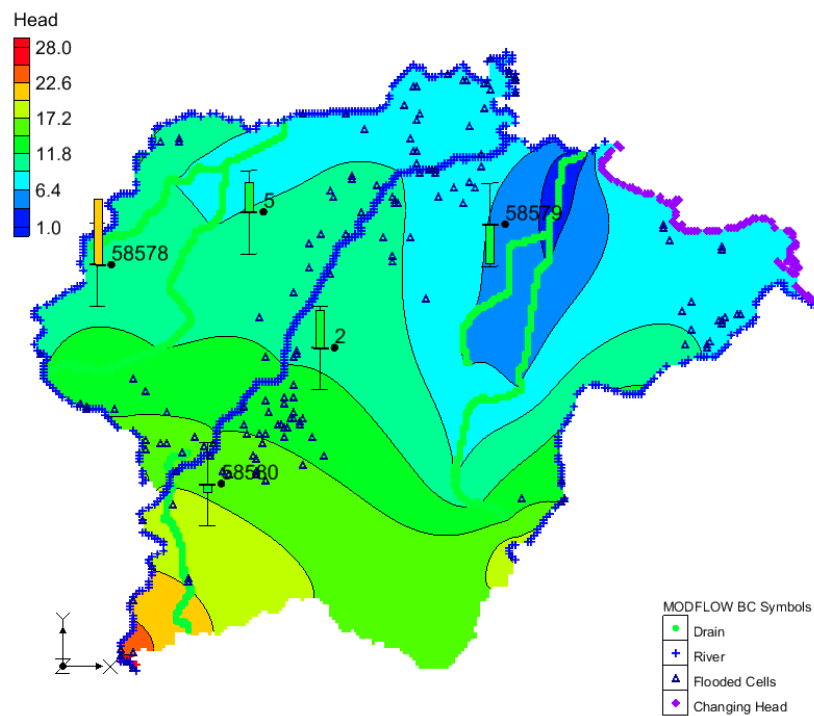 Head
28.0
22.6
17.2
11.8
6.4
1.0
5
58579
58578
2
58580
Y
Z
X
MODFLOW BC Symbols
Drain
River
Flooded Cells
Changing Head